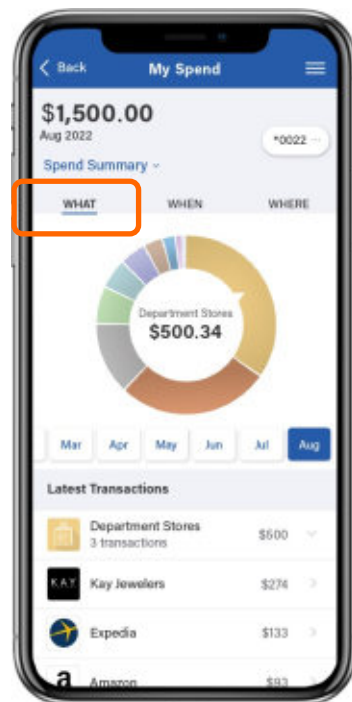 Back My Spend
$1,500.00
Aug 2022
*0022
Spend Summary
WHAT WHEN WHERE
Department Stores
$500.34
Mar Apr May Jun Jul Aug
Latest Transactions
Department Stores $600
3 transactions
KAY Kay Jewelers $274
Expedia $133
a Amazon $93